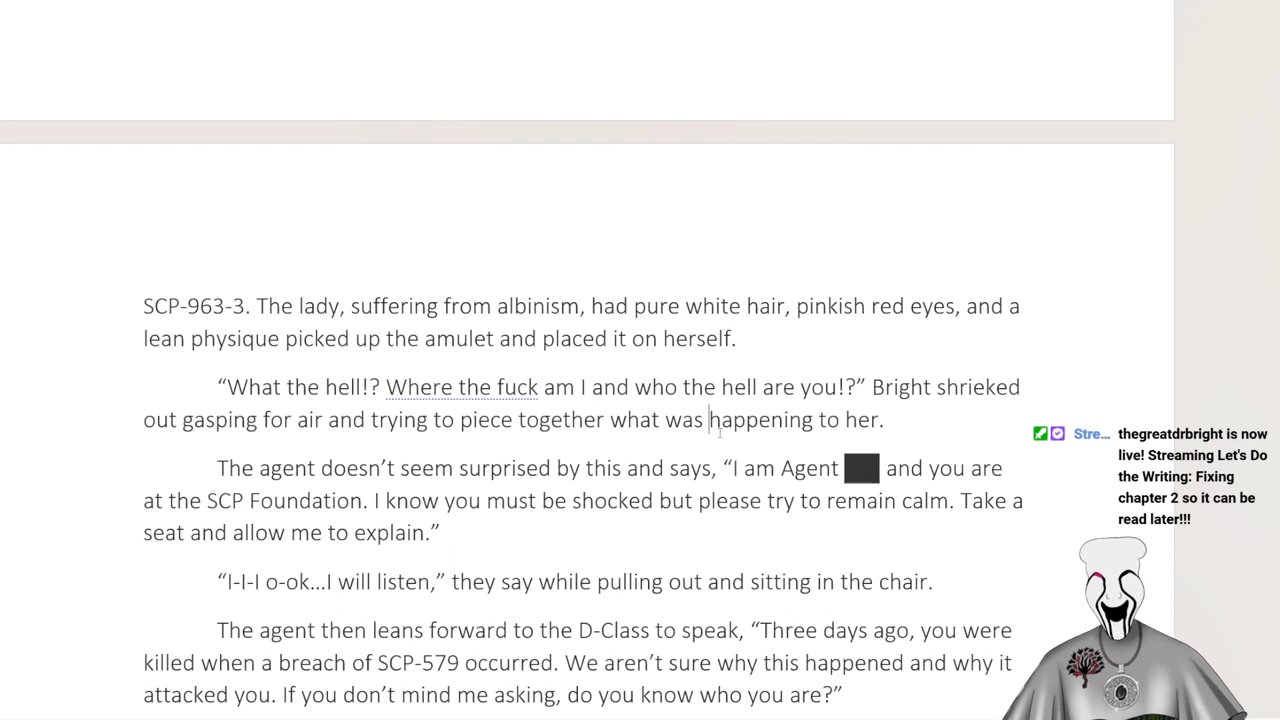 SCP-963-3. The lady, suffering from albinism, had pure white hair, pinkish red eyes, and a
lean physique picked up the amulet and placed it on herself.
“What the hell!? Where the fuck am I and who the hell are you!?” Bright shrieked
out gasping for air and trying to piece together what was happening to her.
The agent doesn’t seem surprised by this and says, “I am Agent ██ and you are
at the SCP Foundation. I know you must be shocked but please try to remain calm. Take a
seat and allow me to explain.”
“I-I-I o-ok…I will listen,” they say while pulling out and sitting in the chair.
The agent then leans forward to the D-Class to speak, “Three days ago, you were
killed when a breach of SCP-579 occurred. We aren’t sure why this happened and why it
attacked you. If you don’t mind me asking, do you know who you are?”
Stre... thegreatdrbright is now
live! Streaming Let's Do
the Writing: Fixing
chapter 2 so it can be
read later!!!